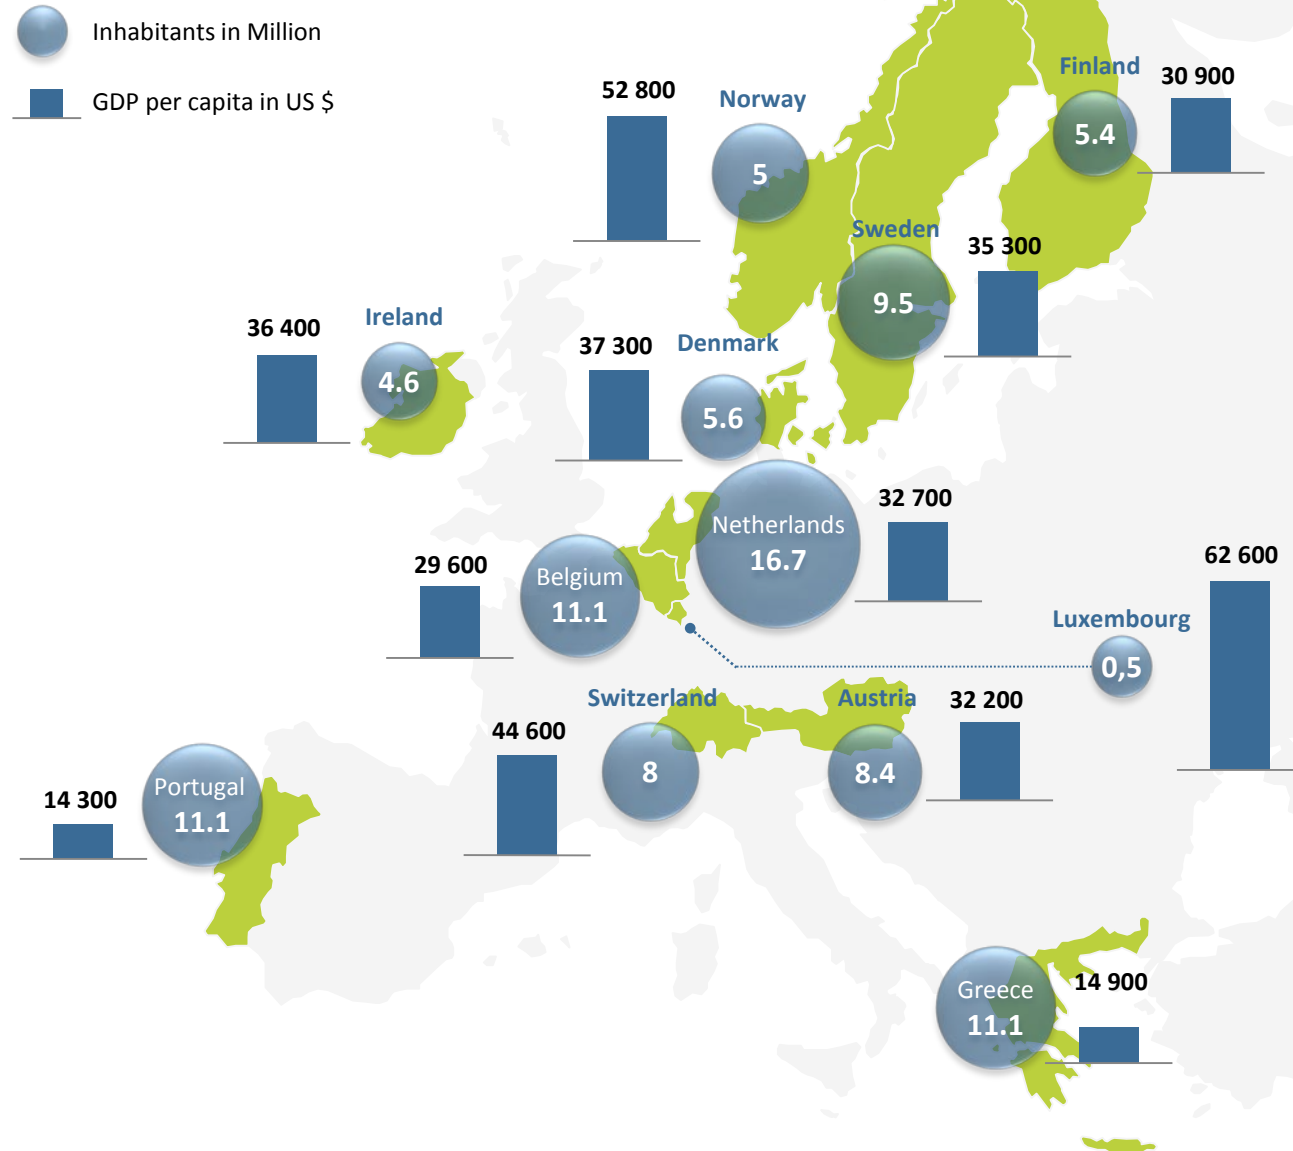 Inhabitants in Million
GDP per capita in US $
Finland
30 900
5.4
52 800
Norway
5
Sweden
35 300
9.5
Ireland
36 400
4.6
Denmark
37 300
5.6
Netherlands
16.7
32 700
Belgium
11.1
29 600
62 600
Luxembourg
0,5
Switzerland
44 600
8
Austria
32 200
8.4
Portugal
11.1
14 300
Greece
11.1
14 900